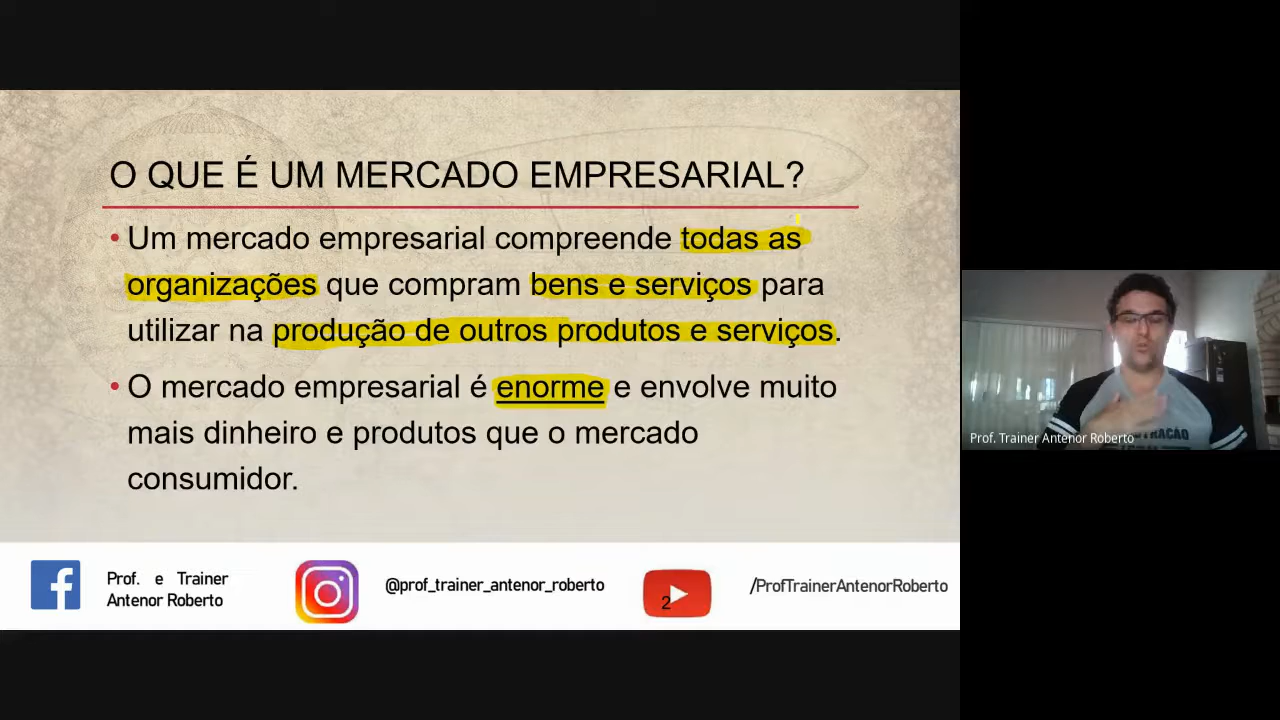 O QUE É UM MERCADO EMPRESARIAL?
• Um mercado empresarial compreende todas as
organizações que compram bens e serviços para
utilizar na produção de outros produtos e serviços.
• O mercado empresarial é enorme e envolve muito
mais dinheiro e produtos que o mercado
consumidor.
Prof. e Trainer
Antenor Roberto
@prof_trainer_antenor_roberto
2
/ProfTrainerAntenorRoberto
Prof. Trainer Antenor Roberto